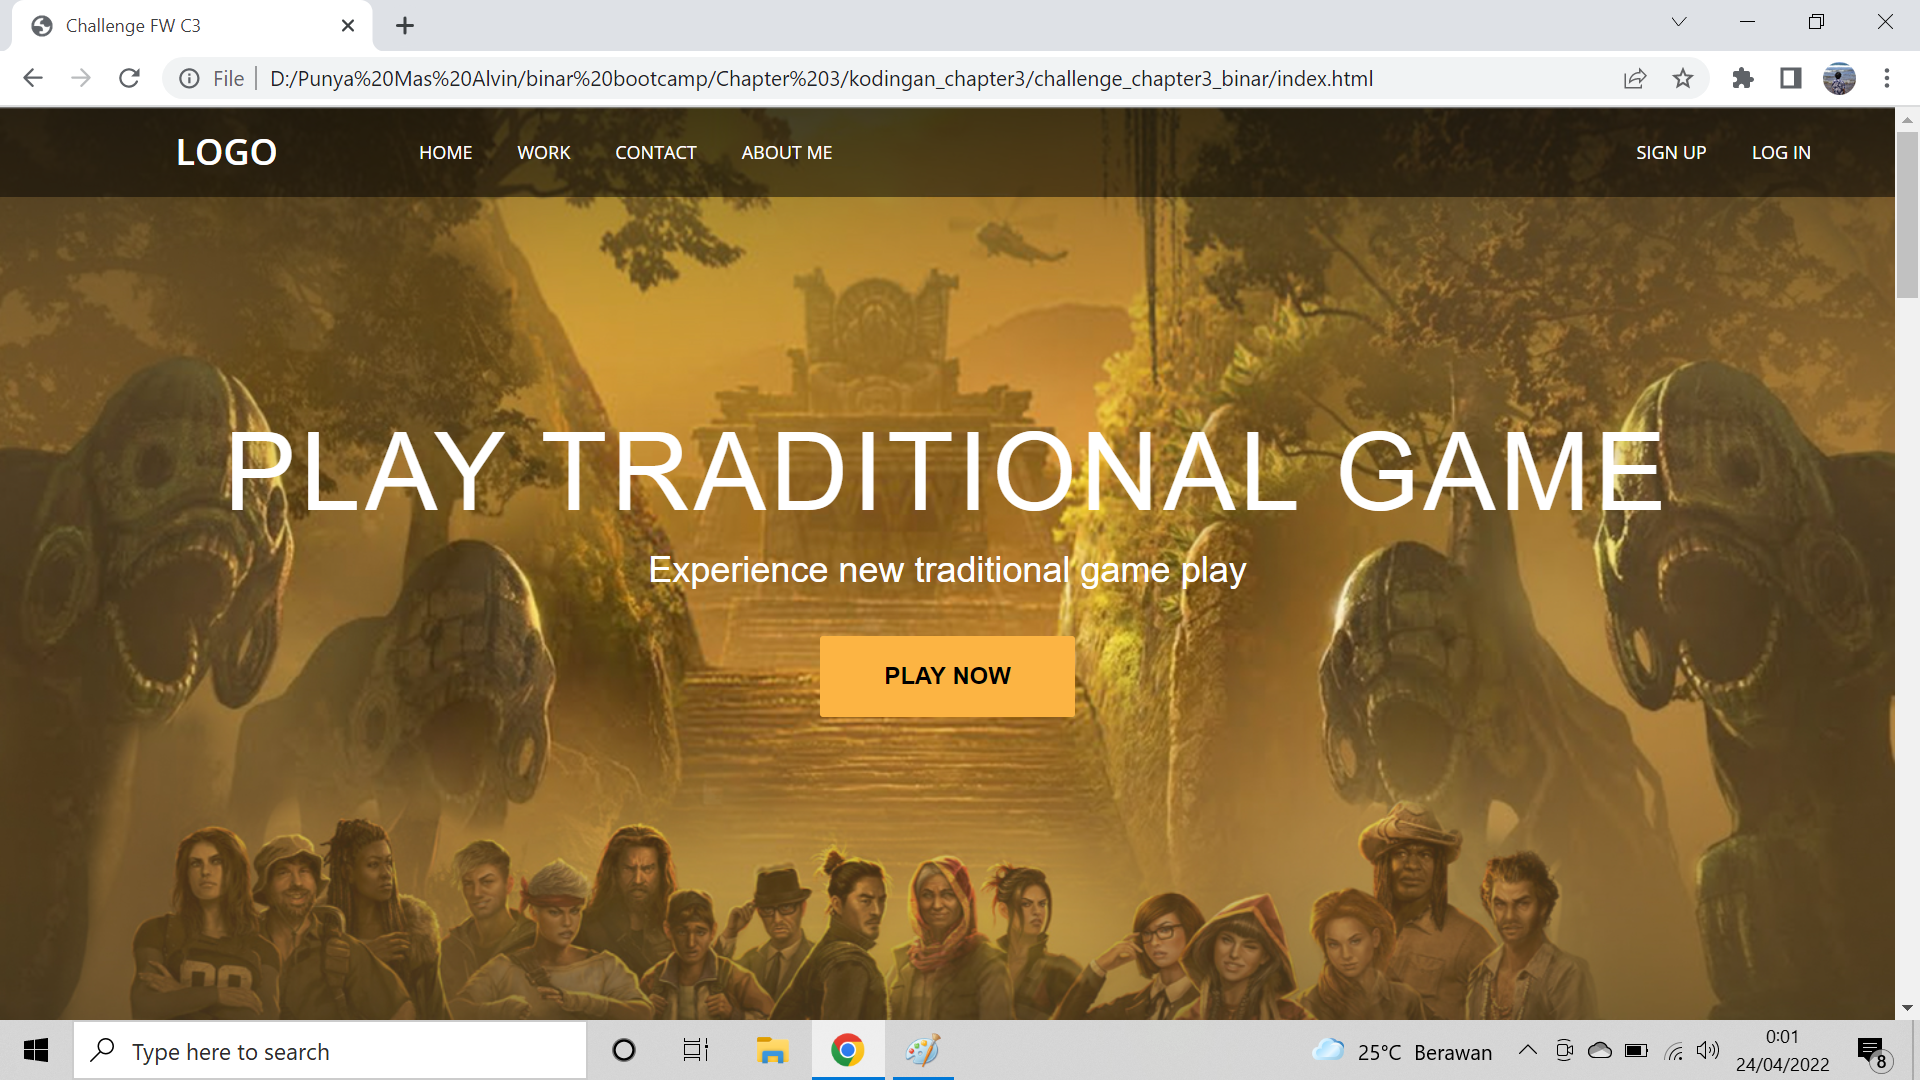 Challenge FW C3
File
D:/Punya%20Mas%20Alvin/binar%20bootcamp/Chapter%203/kodingan_chapter3/challenge_chapter3_binar/index.html
LOGO HOME WORK CONTACT ABOUT ME SIGN UP LOG IN
PLAY TRADITIONAL GAME
Experience new traditional game play
PLAY NOW
Type here to search
25°C Berawan
0:01
24/04/2022
8